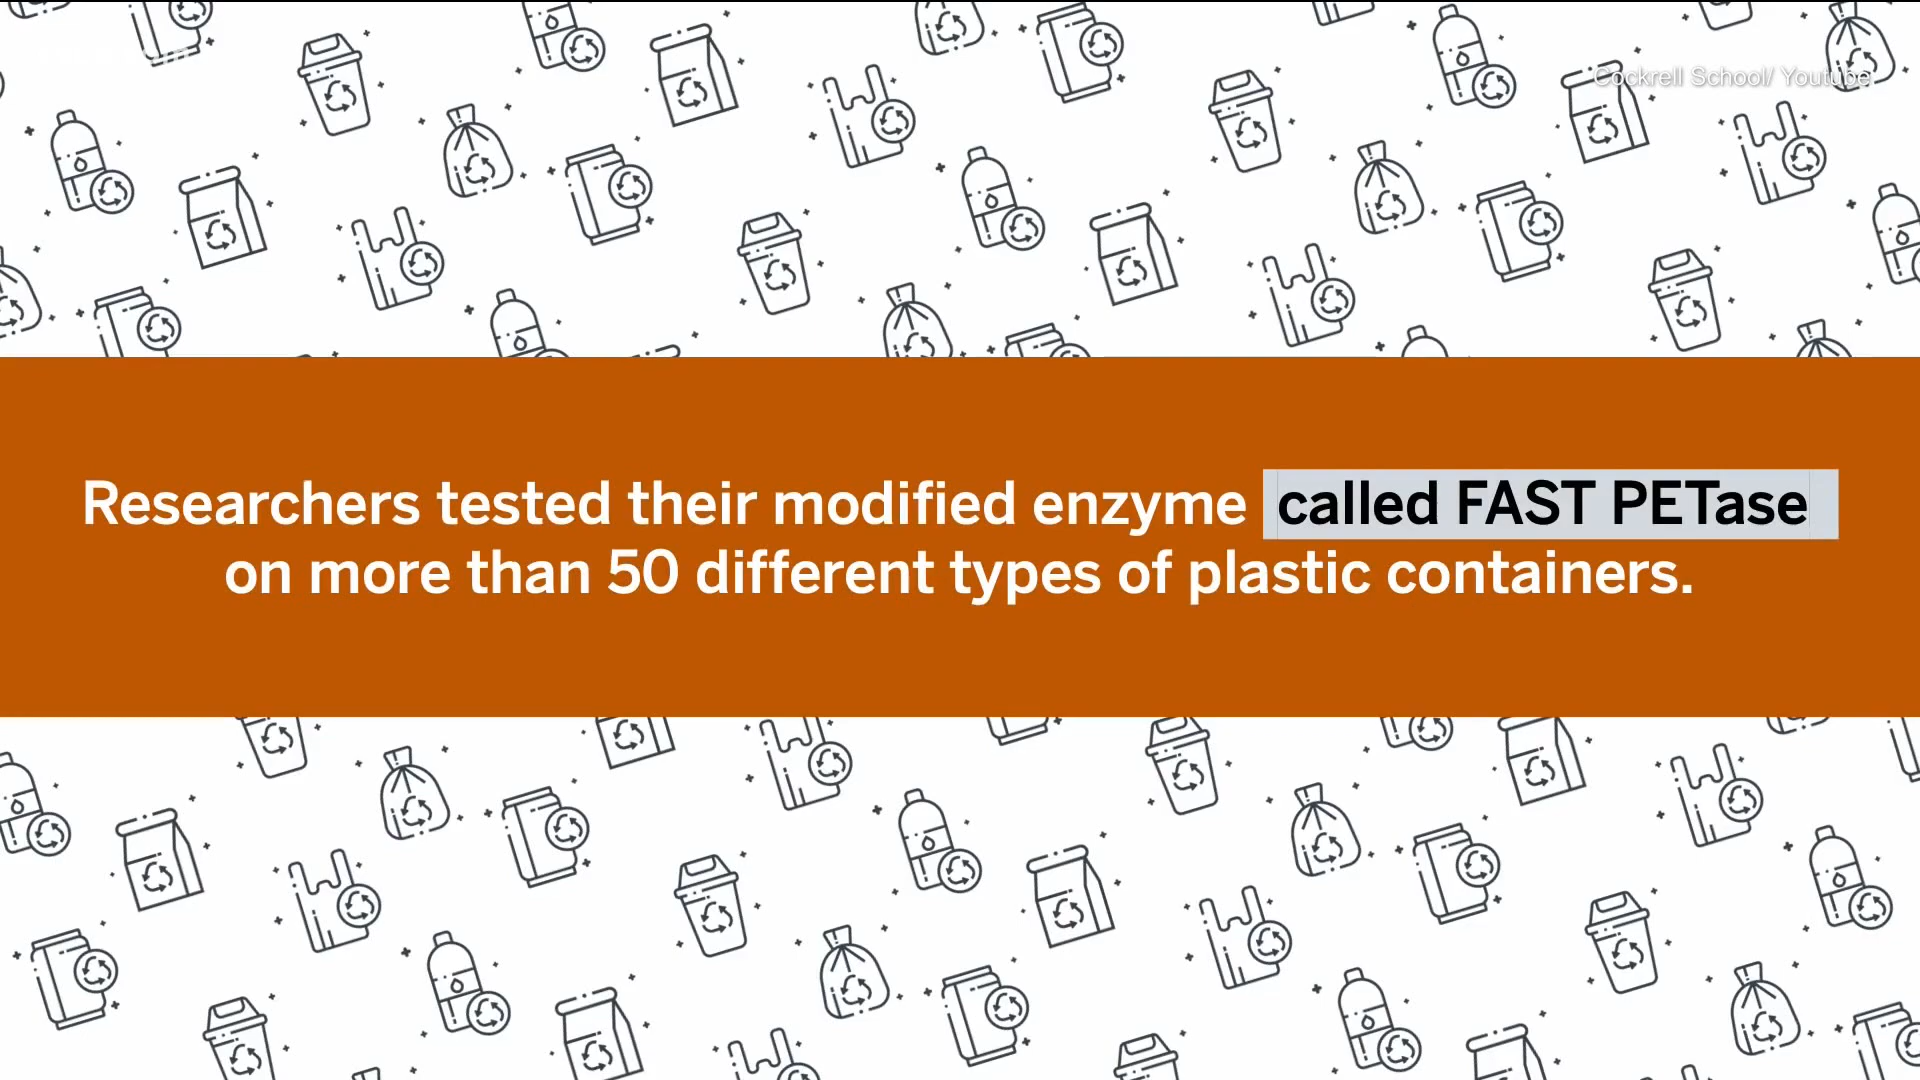 Cockrell School/ Youtube
Researchers tested their modified enzyme called FAST PETase
on more than 50 different types of plastic containers.